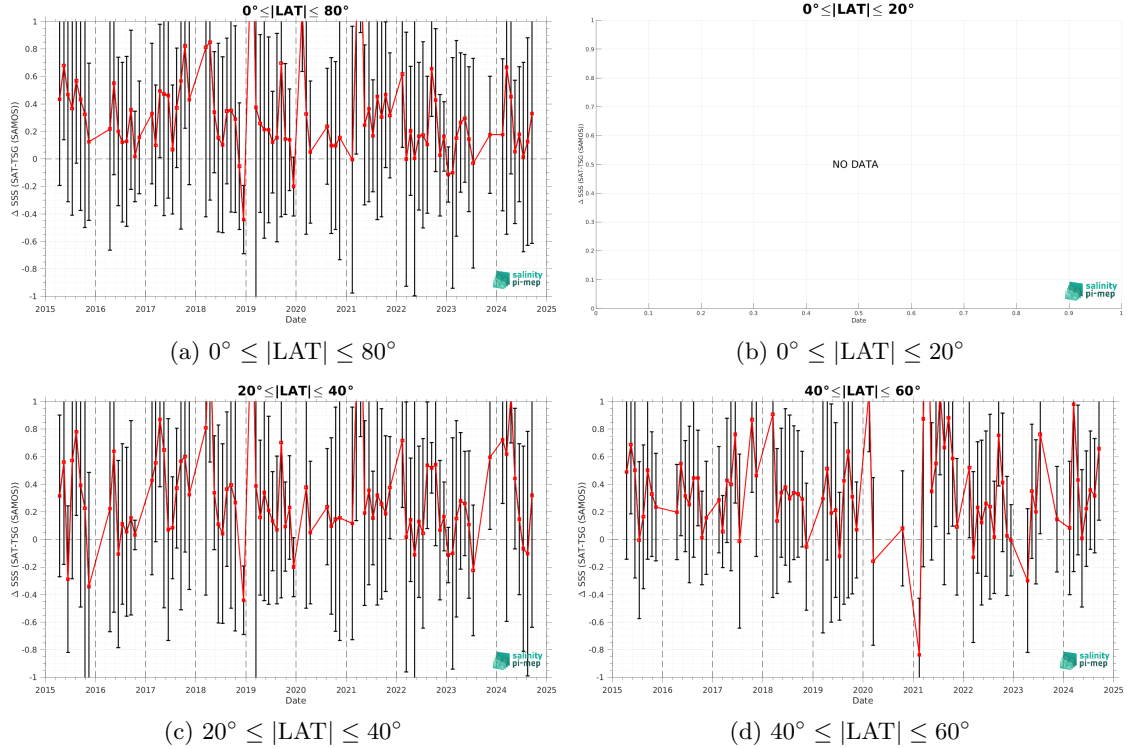 0°≤|LAT|≤ 80°
Δ SSS (SAT-TSG (SAMOS))
1
0.8
0.6
0.4
0.2
0
-0.2
-0.4
-0.6
-0.8
-1
2015 2016 2017 2018 2019 2020 2021 2022 2023 2024 2025
Date
salinity
pi-mep
(a) 0° ≤ |LAT| ≤ 80°
0°≤|LAT|≤ 20°
Δ SSS (SAT-TSG (SAMOS))
1
0.9
0.8
0.7
0.6
0.5
0.4
0.3
0.2
0.1
0
NO DATA
0 0.1 0.2 0.3 0.4 0.5 0.6 0.7 0.8 0.9 1
Date
salinity
pi-mep
(b) 0° ≤ |LAT| ≤ 20°
20°≤|LAT|≤ 40°
Δ SSS (SAT-TSG (SAMOS))
1
0.8
0.6
0.4
0.2
0
-0.2
-0.4
-0.6
-0.8
-1
2015 2016 2017 2018 2019 2020 2021 2022 2023 2024 2025
Date
salinity
pi-mep
(c) 20° ≤ |LAT| ≤ 40°
40°≤|LAT|≤ 60°
Δ SSS (SAT-TSG (SAMOS))
1
0.8
0.6
0.4
0.2
0
-0.2
-0.4
-0.6
-0.8
-1
2015 2016 2017 2018 2019 2020 2021 2022 2023 2024 2025
Date
salinity
pi-mep
(d) 40° ≤ |LAT| ≤ 60°